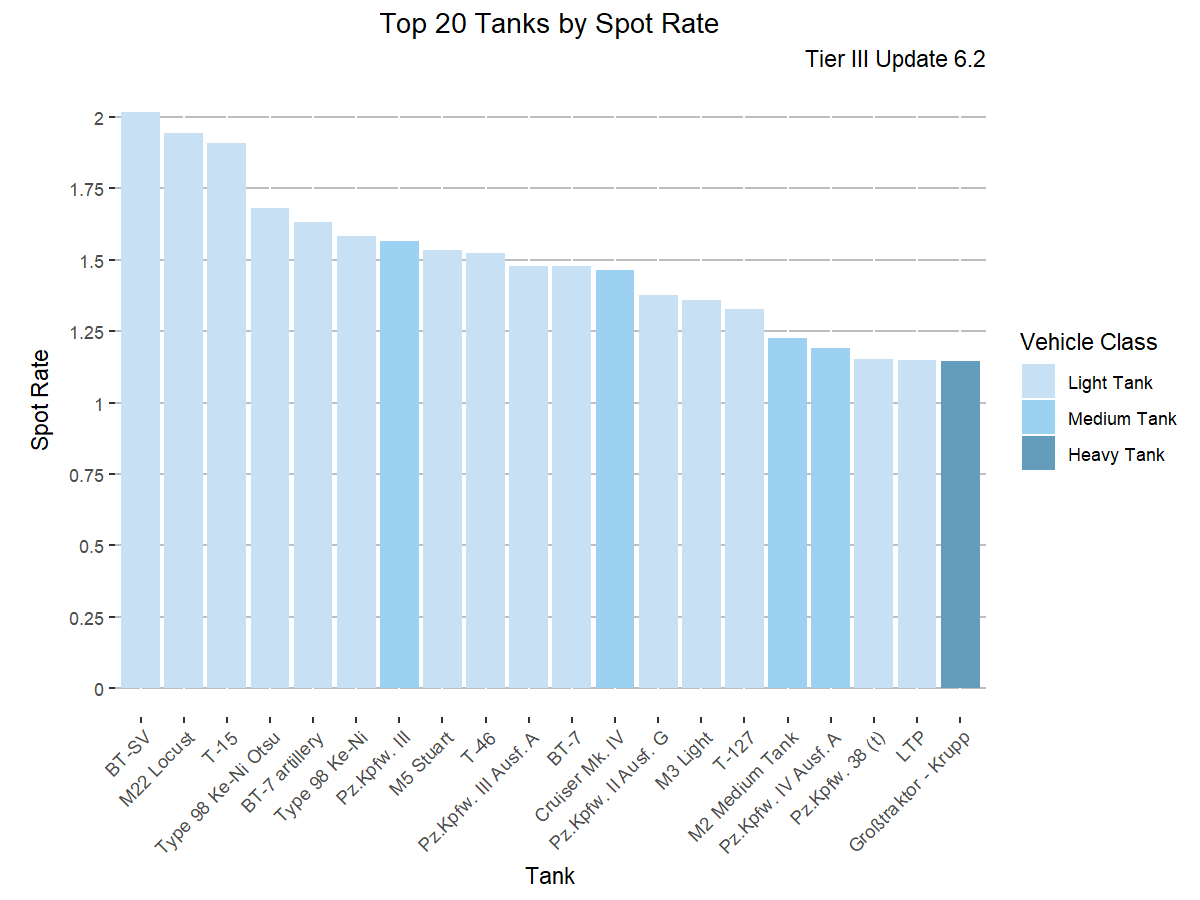 Top 20 Tanks by Spot Rate
Tier III Update 6.2
2
1.75
1.5
1.25
1
0.75
0.5
0.25
0
Spot Rate
BT-SV
M22 Locust
T-15
Type 98 Ke-Ni Otsu
BT-7 artillery
Type 98 Ke-Ni
Pz.Kpfw. III
M5 Stuart
T-46
Pz.Kpfw. III Ausf. A
BT-7
Cruiser Mk. IV
Pz.Kpfw. II Ausf. G
M3 Light
T-127
M2 Medium Tank
Pz.Kpfw. IV Ausf. A
Pz.Kpfw. 38 (t)
LTP
Großtraktor - Krupp
Tank
Vehicle Class
Light Tank
Medium Tank
Heavy Tank